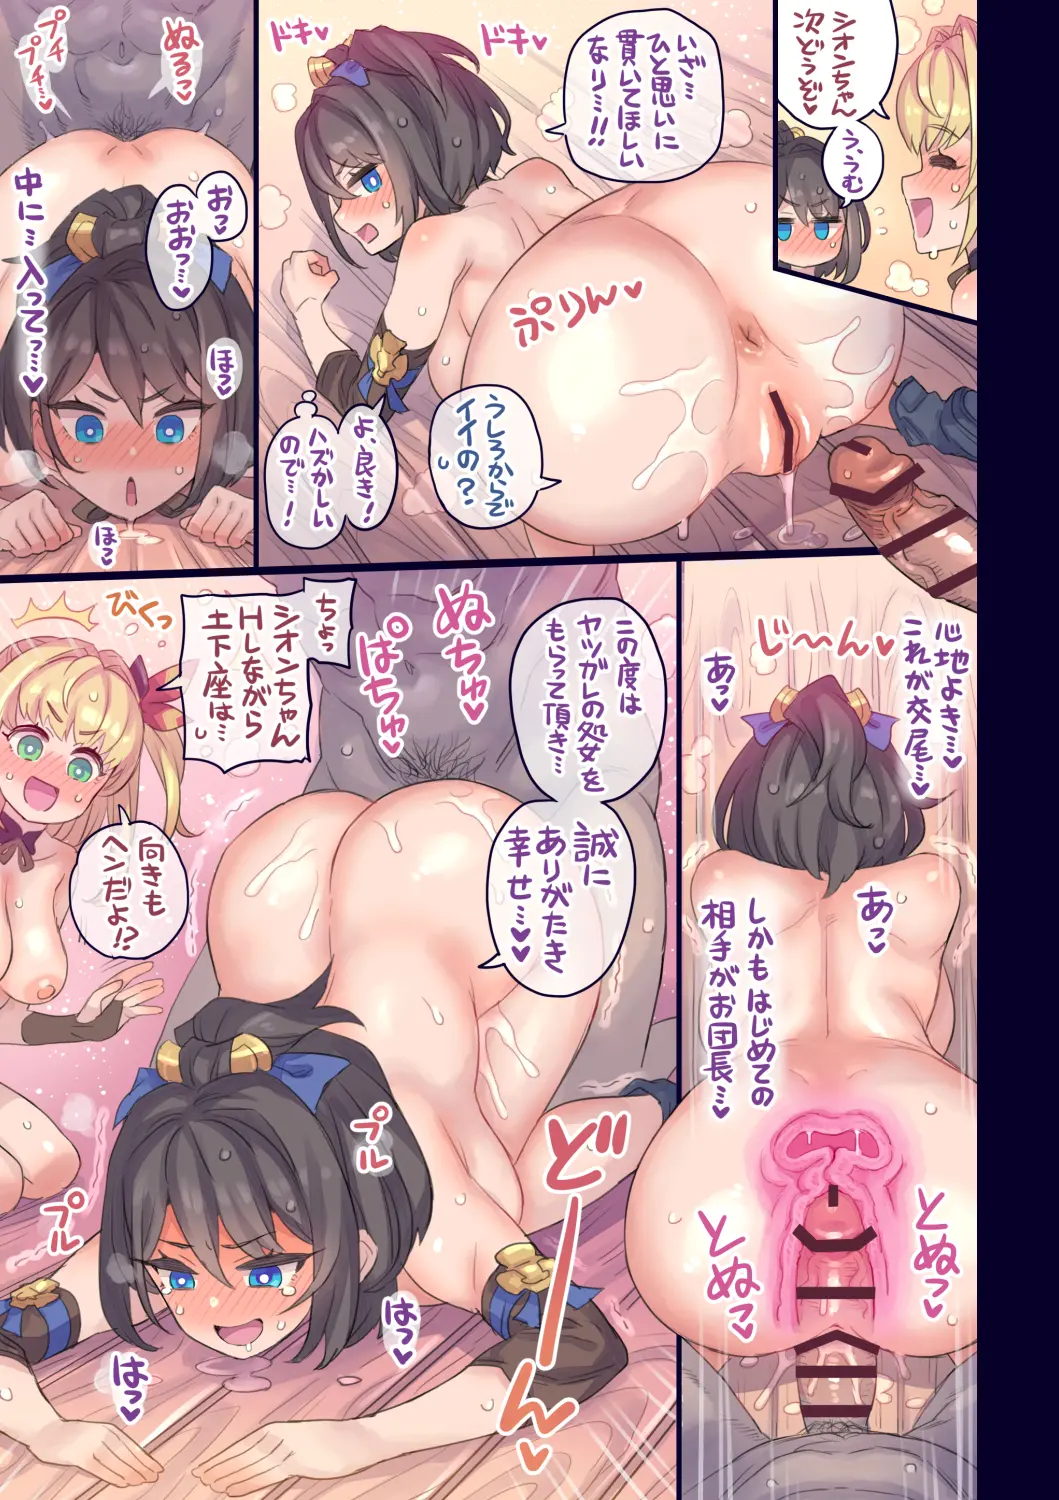 シオンちゃん
次どうぞ♥
う、うむ
いざ…
ひと思いに
貫いてほしい
なり…!!
ドキ♥
ドキ♥
ぷりん♥
うしろからで
イイの?
よ、良き!
ハズかしい
ので…!
ぬるっ
プチ
プチ…
おっ♥
おおっ…♥
中に…入ってっ…♥
ほっ♥
ほっ♥
心地よき…♥
これが交尾…♥
じ〜ん♥
あっ♥
あっ♥
しかもはじめての
相手がお団長…♥
とぬっ♥
とぬっ♥
この度は
ヤツガレの処女を
もらって頂き…
誠に
ありがたき
幸せ…♥
ぬちゅ♥
ぱちゅ♥
ちょっ
シオンちゃん
Hしながら
土下座は…
びくっ
向きも
ヘンだよ!?
プル
プル
はっ♥
はっ♥
どーーん♥